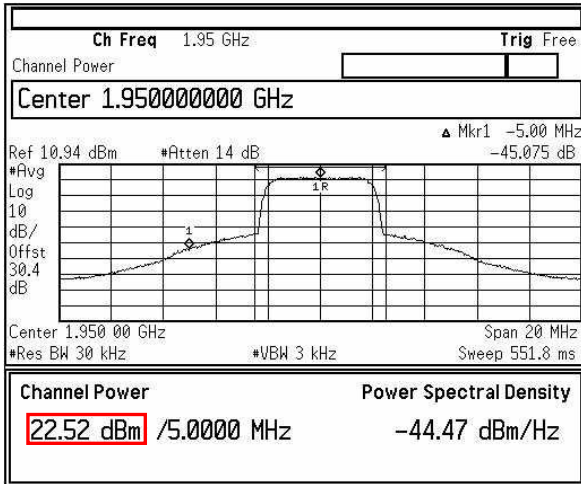 Ch Freq 1.95 GHz Trig Free
Channel Power
Center 1.950000000 GHz
Δ Mkr1 -5.00 MHz
Ref 10.94 dBm #Atten 14 dB -45.075 dB
#Avg
Log
10
dB/
Offst
30.4
dB
1R
1
Center 1.950 00 GHz Span 20 MHz
#Res BW 30 kHz #VBW 3 kHz Sweep 551.8 ms
Channel Power Power Spectral Density
22.52 dBm /5.0000 MHz -44.47 dBm/Hz